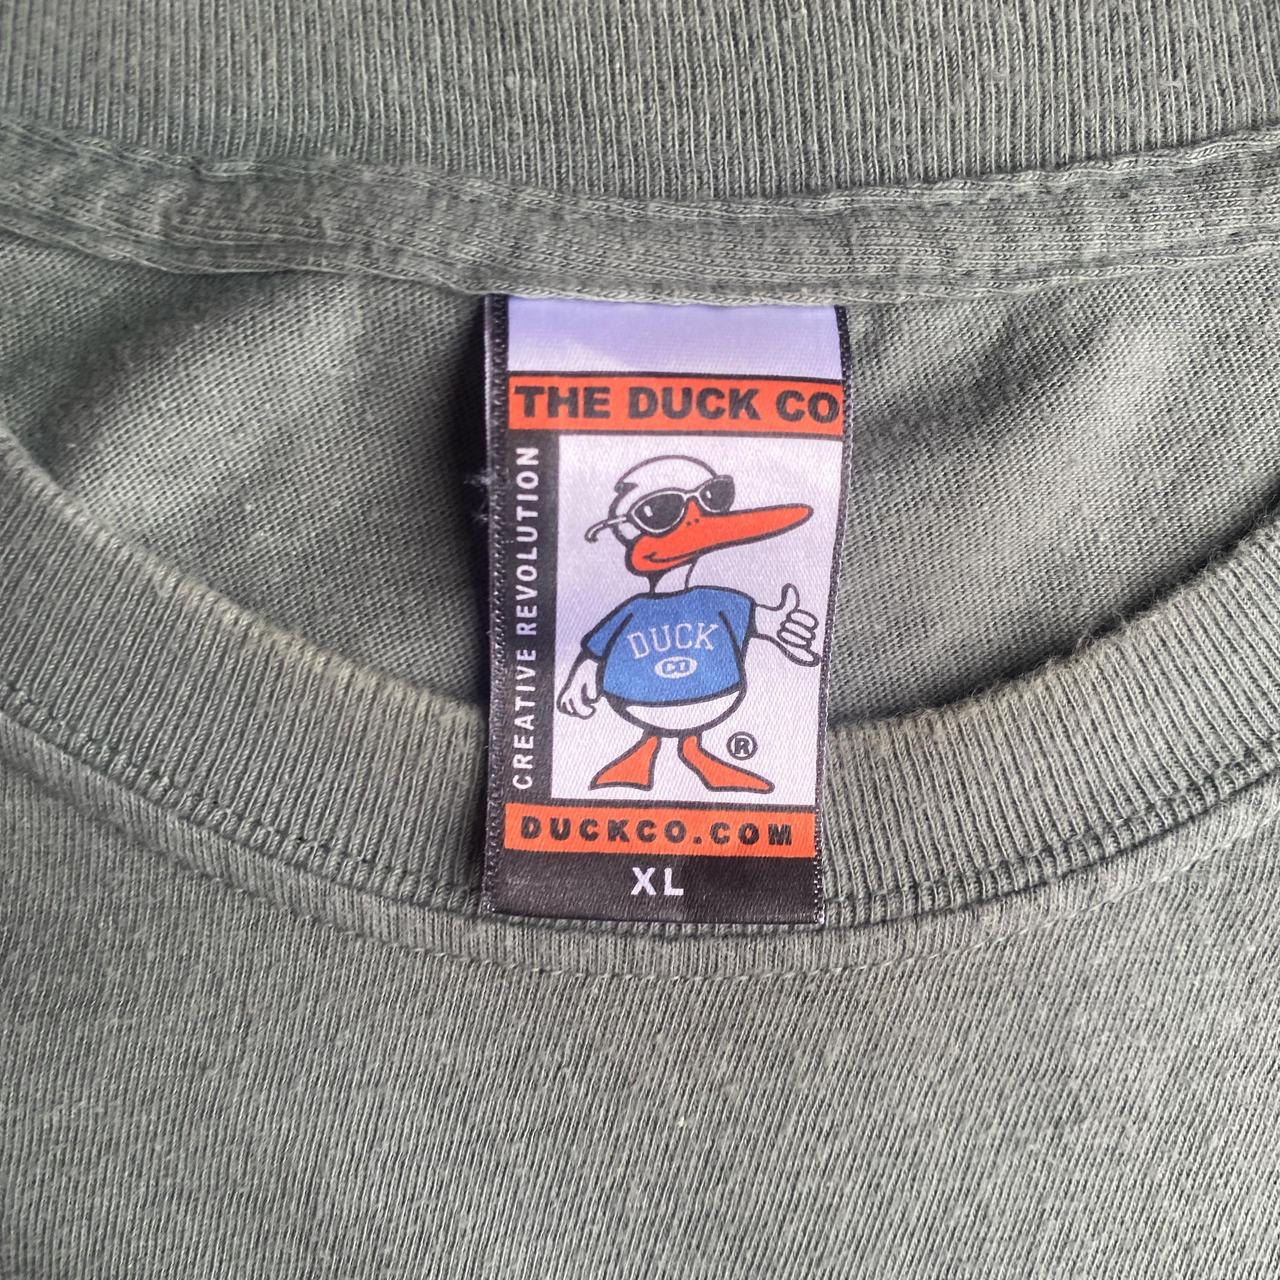 THE DUCK CO
CREATIVE REVOLUTION
DUCK
CO
®
DUCKCO.COM
XL